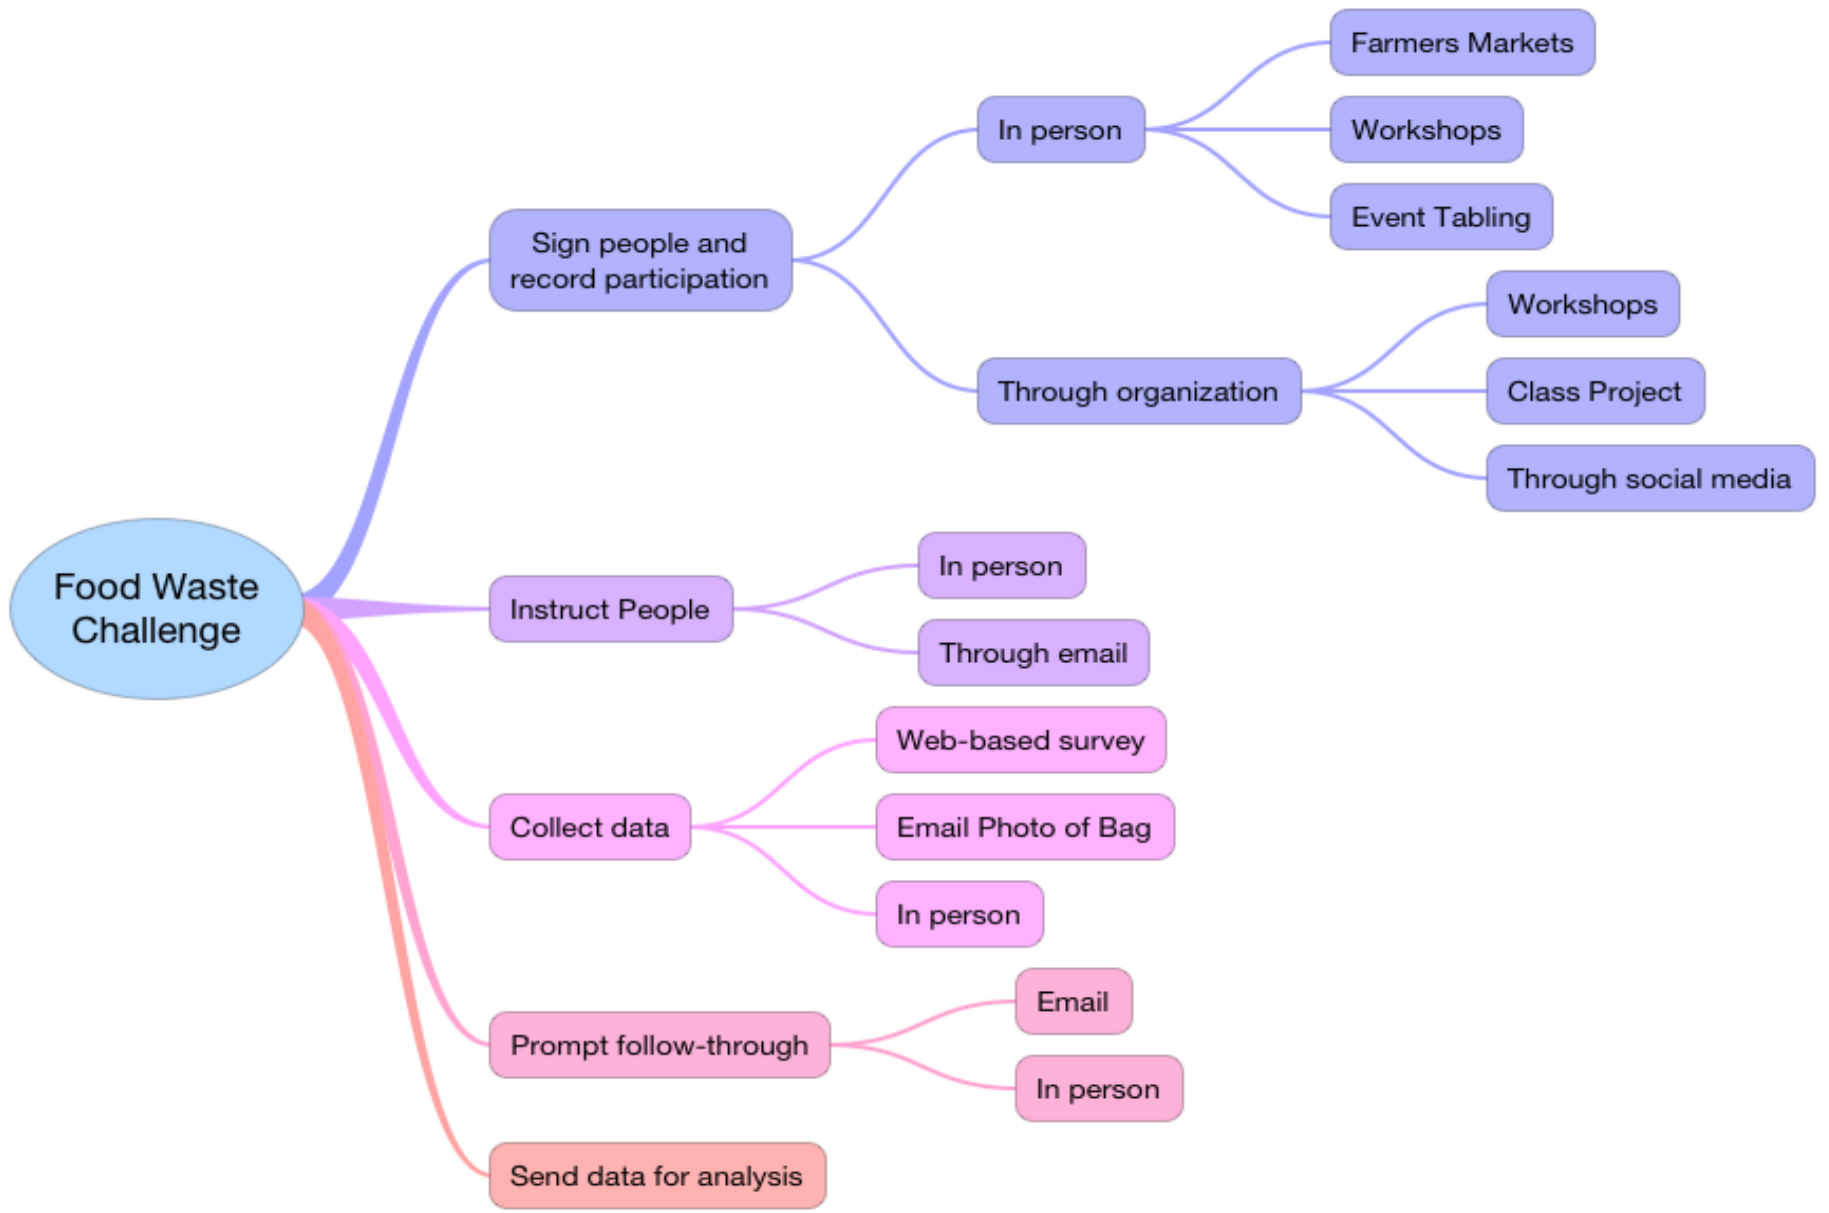 Food Waste
Challenge
Sign people and
record participation
In person
Farmers Markets
Workshops
Event Tabling
Through organization
Workshops
Class Project
Through social media
Instruct People
In person
Through email
Collect data
Web-based survey
Email Photo of Bag
In person
Prompt follow-through
Email
In person
Send data for analysis